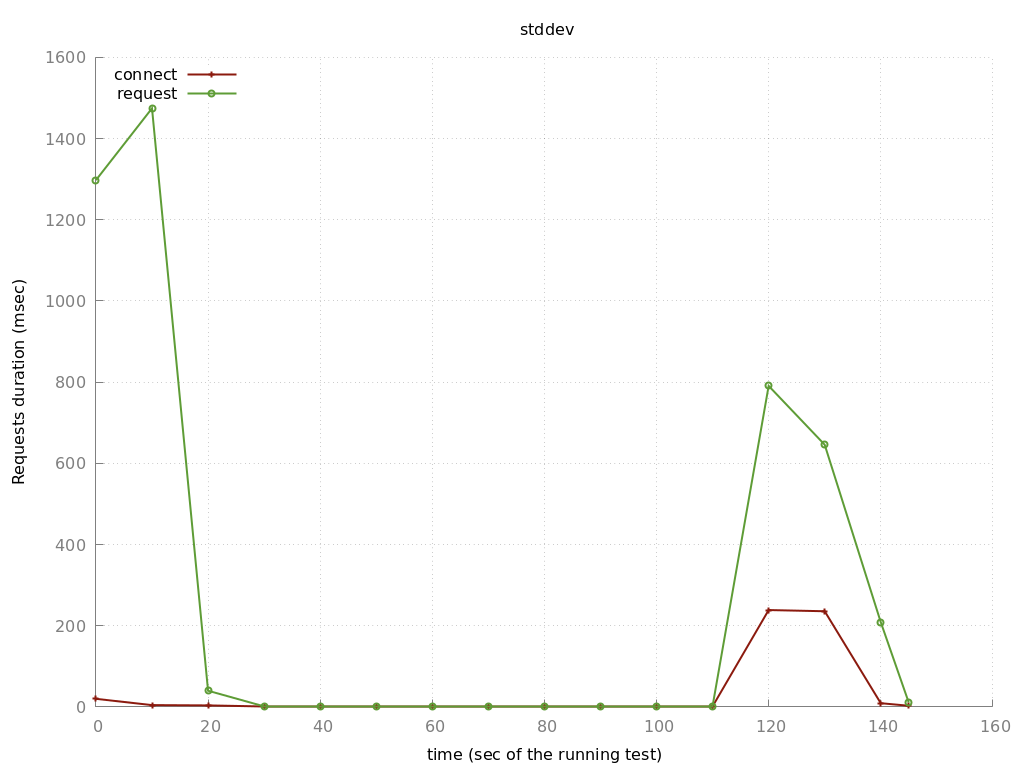 stddev
connect
request
1600
1400
1200
1000
800
600
400
200
0
Requests duration (msec)
0 20 40 60 80 100 120 140 160
time (sec of the running test)